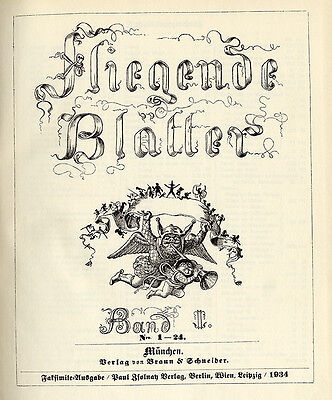 Fliegende
Blätter.
Band I.
Nro. 1—24.
München.
Verlag von Braun & Schneider.
Faksimile-Ausgabe / Paul Zsolnay Verlag, Berlin, Wien, Leipzig / 1934